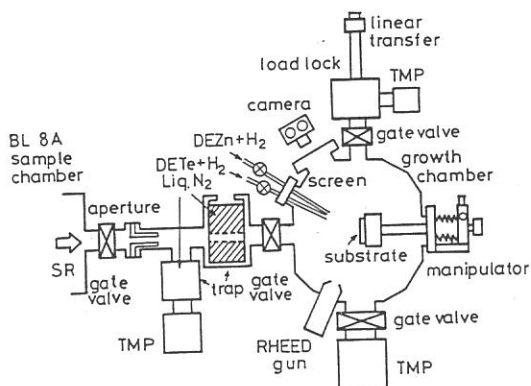 linear
transfer
load lock
TMP
camera
gate valve
DEZn+H2
BL 8A
sample
chamber
DETe+H2
Liq. N2
growth
chamber
screen
aperture
substrate
SR
gate
valve
trap
gate
valve
manipulator
gate valve
TMP
RHEED
gun
TMP